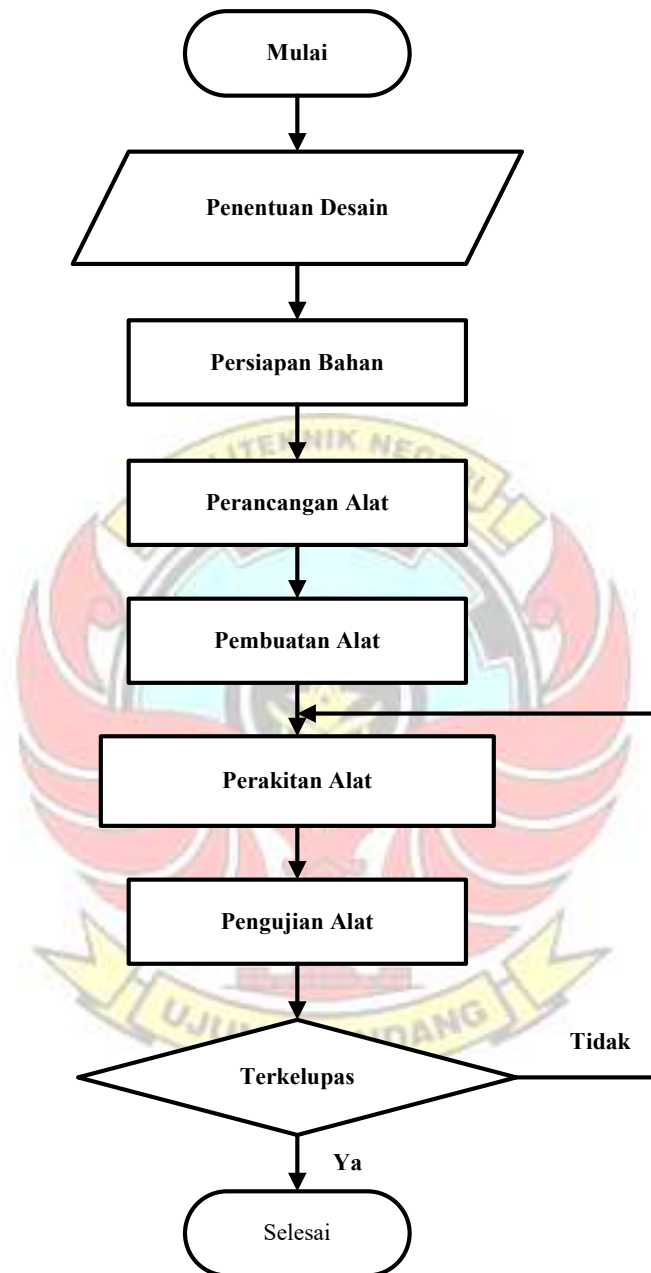 Mulai
Penentuan Desain
Persiapan Bahan
Perancangan Alat
Pembuatan Alat
Perakitan Alat
Pengujian Alat
Tidak
Terkelupas
Ya
Selesai